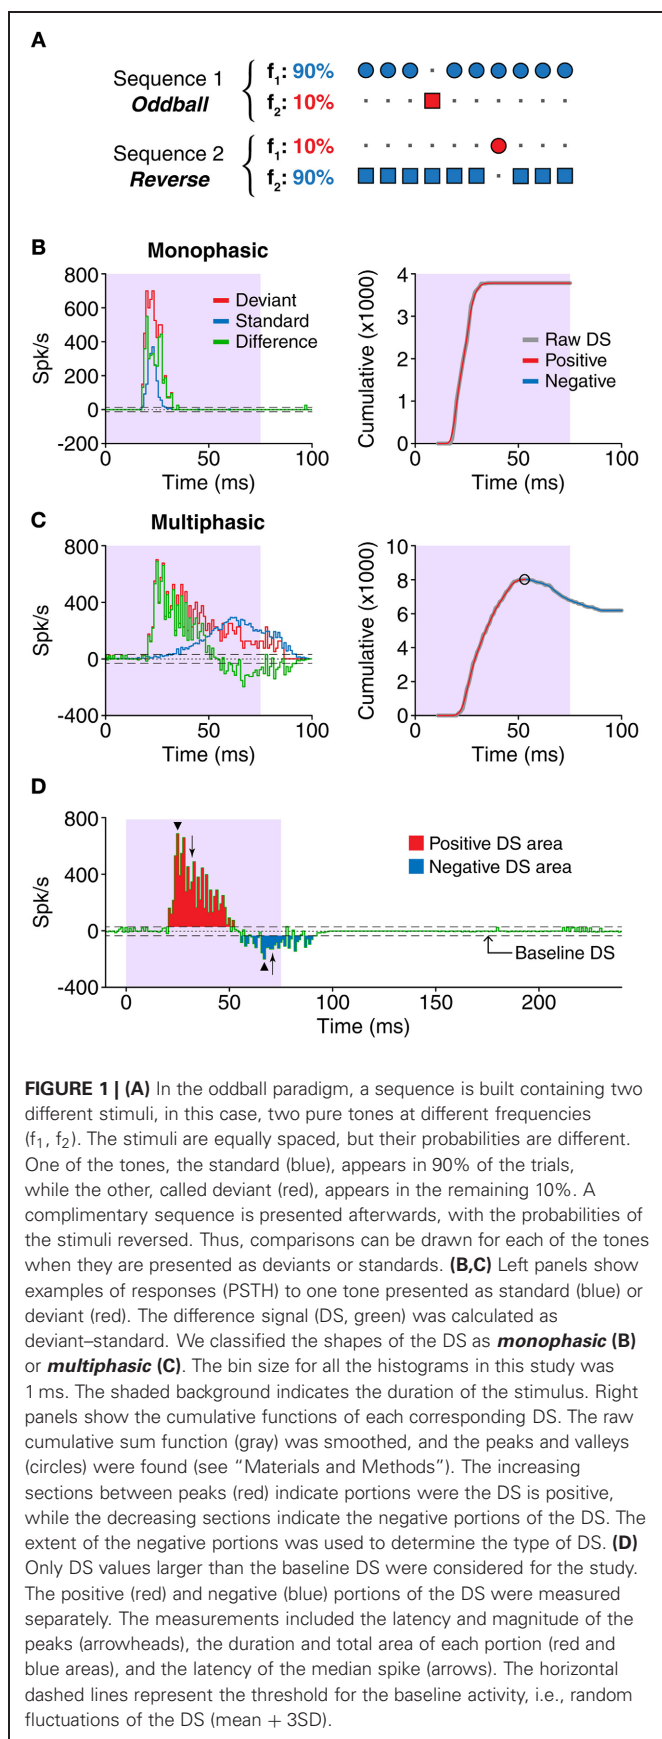 A
Sequence 1
Oddball
f1: 90%
f2: 10%
Sequence 2
Reverse
f1: 10%
f2: 90%
B
Monophasic
800
600
400
200
0
-200
Spk/s
Deviant
Standard
Difference
0
50
100
Time (ms)
4
3
2
1
0
Cumulative (x1000)
Raw DS
Positive
Negative
0
50
100
Time (ms)
C
Multiphasic
800
400
0
-400
Spk/s
0
50
100
Time (ms)
10
8
6
4
2
0
Cumulative (x1000)
0
50
100
Time (ms)
D
800
400
0
-400
Spk/s
Positive DS area
Negative DS area
Baseline DS
0
50
100
150
200
Time (ms)
FIGURE 1 | (A) In the oddball paradigm, a sequence is built containing two
different stimuli, in this case, two pure tones at different frequencies
(f1, f2). The stimuli are equally spaced, but their probabilities are different.
One of the tones, the standard (blue), appears in 90% of the trials,
while the other, called deviant (red), appears in the remaining 10%. A
complimentary sequence is presented afterwards, with the probabilities of
the stimuli reversed. Thus, comparisons can be drawn for each of the tones
when they are presented as deviants or standards. (B,C) Left panels show
examples of responses (PSTH) to one tone presented as standard (blue) or
deviant (red). The difference signal (DS, green) was calculated as
deviant–standard. We classified the shapes of the DS as monophasic (B)
or multiphasic (C). The bin size for all the histograms in this study was
1 ms. The shaded background indicates the duration of the stimulus. Right
panels show the cumulative functions of each corresponding DS. The raw
cumulative sum function (gray) was smoothed, and the peaks and valleys
(circles) were found (see “Materials and Methods”). The increasing
sections between peaks (red) indicate portions were the DS is positive,
while the decreasing sections indicate the negative portions of the DS. The
extent of the negative portions was used to determine the type of DS. (D)
Only DS values larger than the baseline DS were considered for the study.
The positive (red) and negative (blue) portions of the DS were measured
separately. The measurements included the latency and magnitude of the
peaks (arrowheads), the duration and total area of each portion (red and
blue areas), and the latency of the median spike (arrows). The horizontal
dashed lines represent the threshold for the baseline activity, i.e., random
fluctuations of the DS (mean + 3SD).